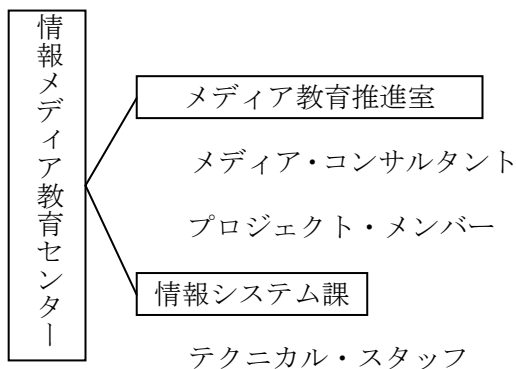 情報メディア教育センター
メディア教育推進室
メディア・コンサルタント
プロジェクト・メンバー
情報システム課
テクニカル・スタッフ